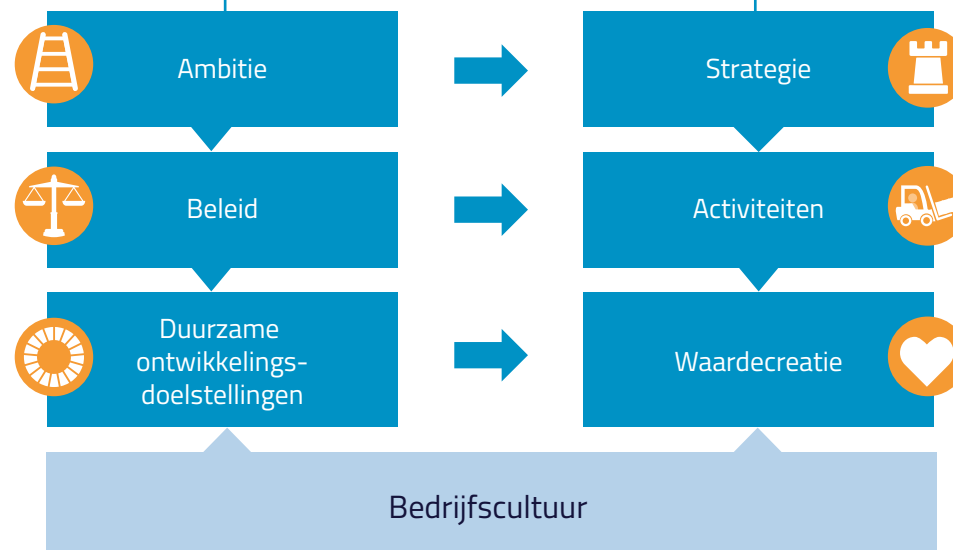 Ambitie
Strategie
Beleid
Activiteiten
Duurzame
ontwikkelings-
doelstellingen
Waardecreatie
Bedrijfscultuur